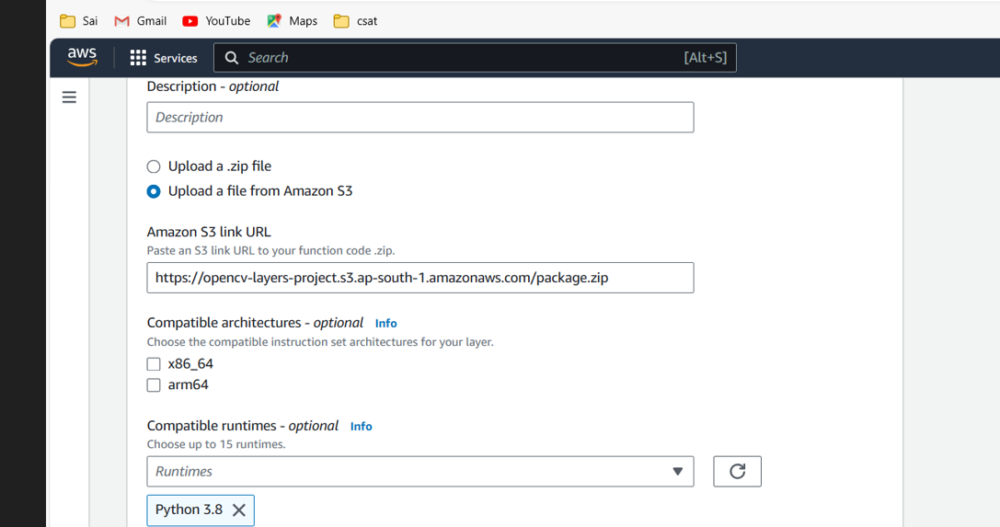 Sai Gmail YouTube Maps csat
aws Services Search [Alt+S]
Description - optional
Description
Upload a .zip file
Upload a file from Amazon S3
Amazon S3 link URL
Paste an S3 link URL to your function code .zip.
https://opencv-layers-project.s3.ap-south-1.amazonaws.com/package.zip
Compatible architectures - optional Info
Choose the compatible instruction set architectures for your layer.
x86_64
arm64
Compatible runtimes - optional Info
Choose up to 15 runtimes.
Runtimes
Python 3.8